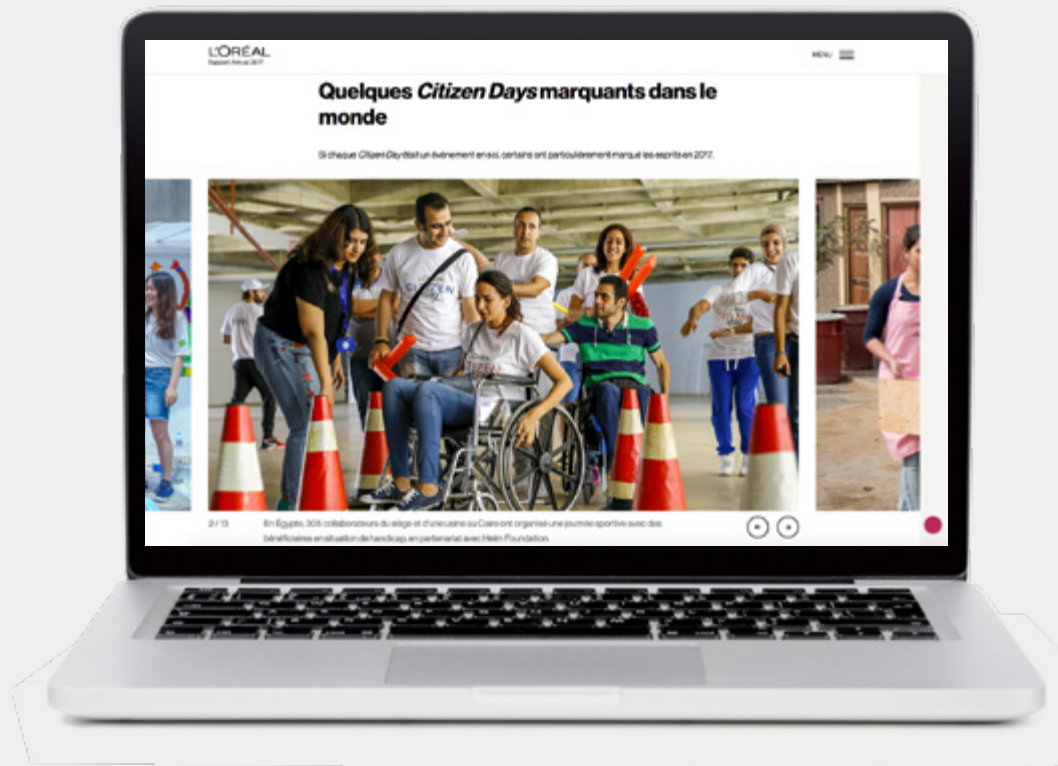 L'ORÉAL
Rapport Annuel 2017
MENU
Quelques Citizen Days marquants dans le
monde
Si chaque Citizen Day était un événement en soi, certains ont particulièrement marqué les esprits en 2017.
CITIZEN
CITIZEN
2 / 13
En Égypte, 306 collaborateurs du siège et d'une usine au Caire ont organisé une journée sportive avec des
bénéficiaires en situation de handicap, en partenariat avec Helm Foundation.